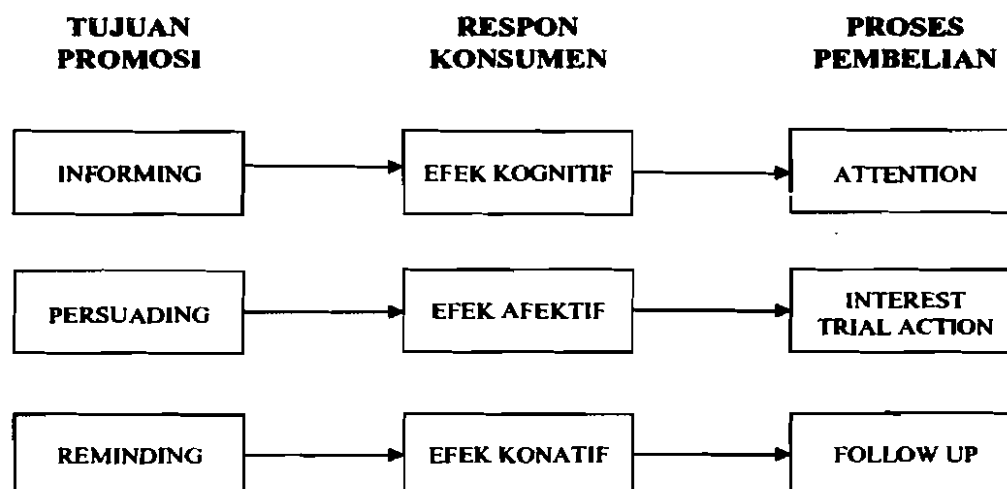 TUJUAN
PROMOSI
RESPON
KONSUMEN
PROSES
PEMBELIAN
INFORMING
EFEK KOGNITIF
ATTENTION
PERSUADING
EFEK AFEKTIF
INTEREST
TRIAL ACTION
REMINDING
EFEK KONATIF
FOLLOW UP